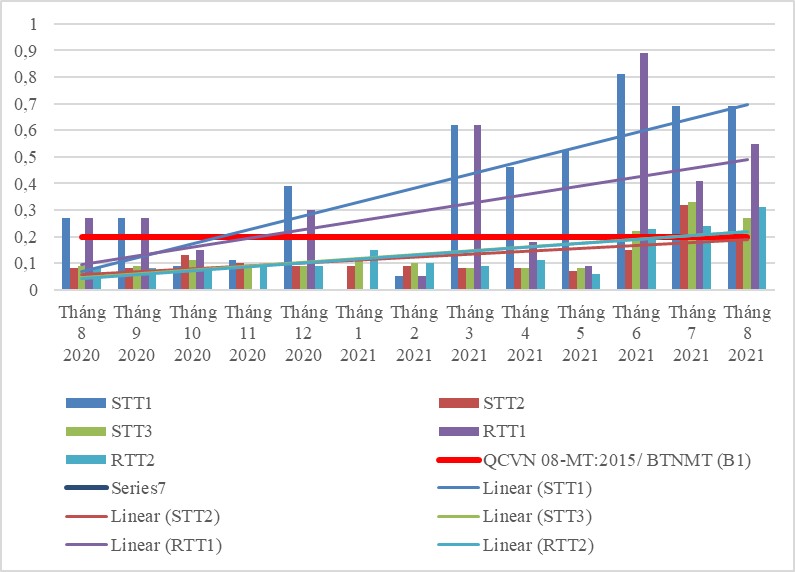 1
0,9
0,8
0,7
0,6
0,5
0,4
0,3
0,2
0,1
0
Tháng Tháng Tháng Tháng Tháng Tháng Tháng Tháng Tháng Tháng Tháng Tháng Tháng
8 9 10 11 12 1 2 3 4 5 6 7 8
2020 2020 2020 2020 2020 2021 2021 2021 2021 2021 2021 2021 2021
STT1 STT2
STT3 RTT1
RTT2 QCVN 08-MT:2015/ BTNMT (B1)
Series7 Linear (STT1)
Linear (STT2) Linear (STT3)
Linear (RTT1) Linear (RTT2)